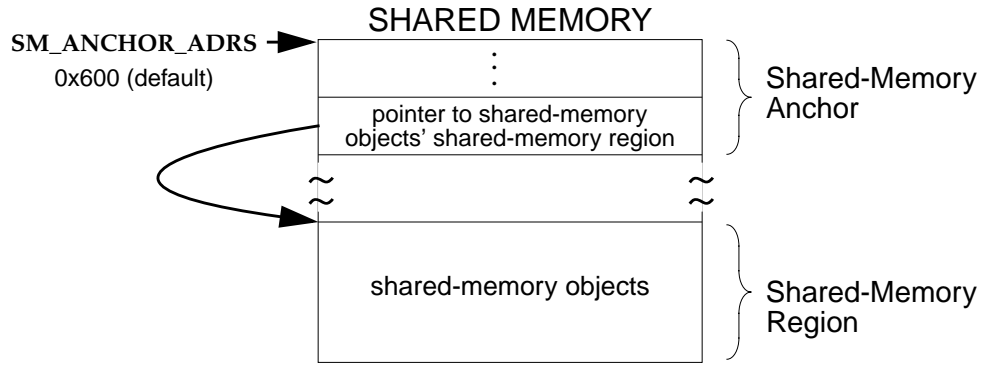 SHARED MEMORY
SM_ANCHOR_ADRS
0x600 (default)
pointer to shared-memory
objects' shared-memory region
Shared-Memory
Anchor
shared-memory objects
Shared-Memory
Region